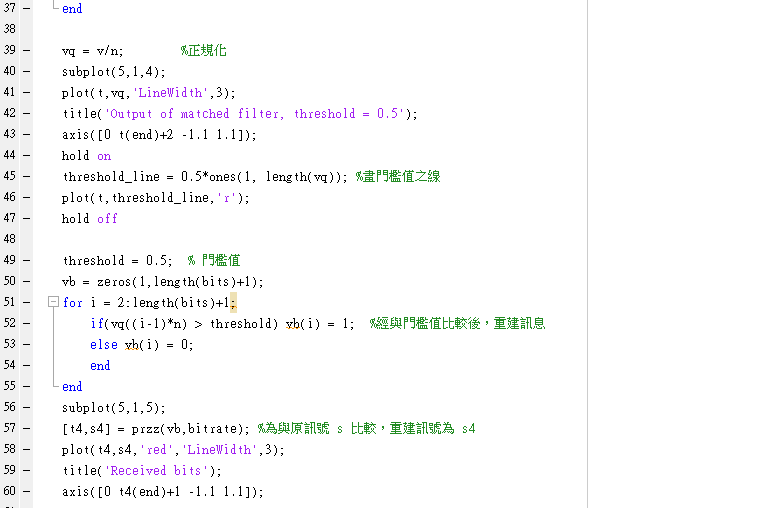 37 – end
38
39 – vq = v/n; %正規化
40 – subplot(5,1,4);
41 – plot(t,vq,'LineWidth',3);
42 – title('Output of matched filter, threshold = 0.5');
43 – axis([0 t(end)+2 -1.1 1.1]);
44 – hold on
45 – threshold_line = 0.5*ones(1, length(vq)); %畫門檻值之線
46 – plot(t,threshold_line,'r');
47 – hold off
48
49 – threshold = 0.5; % 門檻值
50 – vb = zeros(1,length(bits)+1);
51 – for i = 2:length(bits)+1;
52 – if(vq((i-1)*n) > threshold) vb(i) = 1; %經與門檻值比較後，重建訊息
53 – else vb(i) = 0;
54 – end
55 – end
56 – subplot(5,1,5);
57 – [t4,s4] = przz(vb,bitrate); %為與原訊號 s 比較，重建訊號為 s4
58 – plot(t4,s4,'red','LineWidth',3);
59 – title('Received bits');
60 – axis([0 t4(end)+1 -1.1 1.1]);